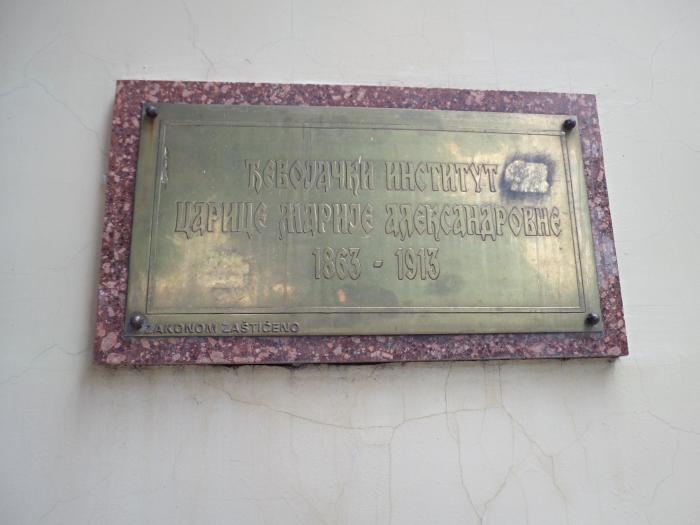 ЂЕВОЈАЧКИ ИНСТИТУТ
ЦАРИЦЕ МАРИЈЕ АЛЕКСАНДРОВНЕ
1863 - 1913
ZAKONOM ZAŠTIĆENO